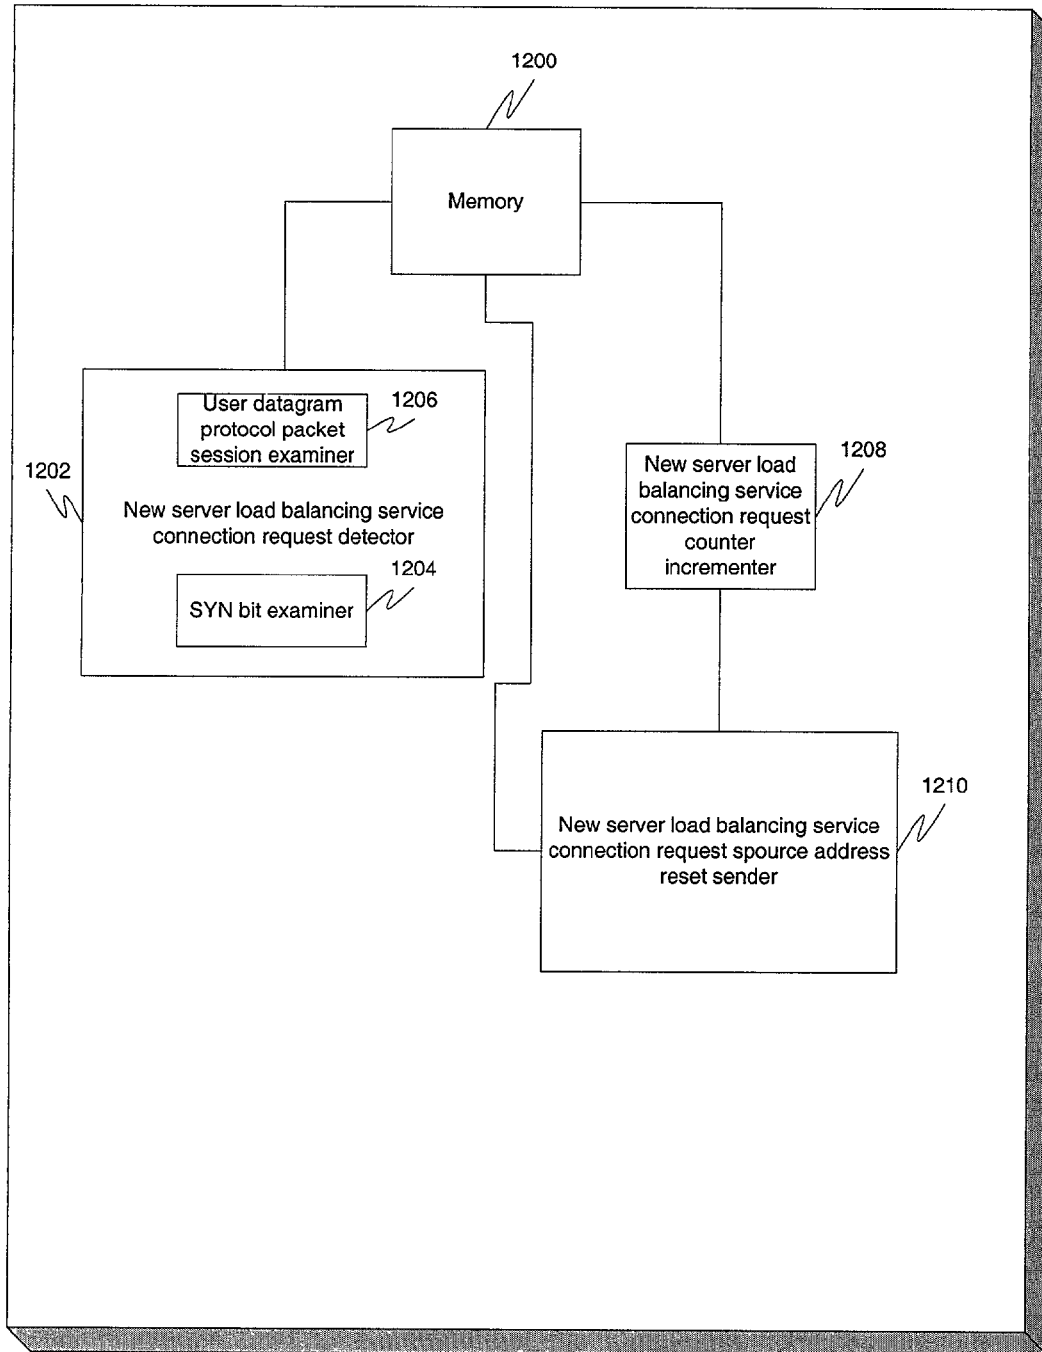 1200
Memory
User datagram
protocol packet
session examiner
1206
1202
New server load balancing service
connection request detector
1204
SYN bit examiner
1208
New server load
balancing service
connection request
counter
incrementer
1210
New server load balancing service
connection request spource address
reset sender